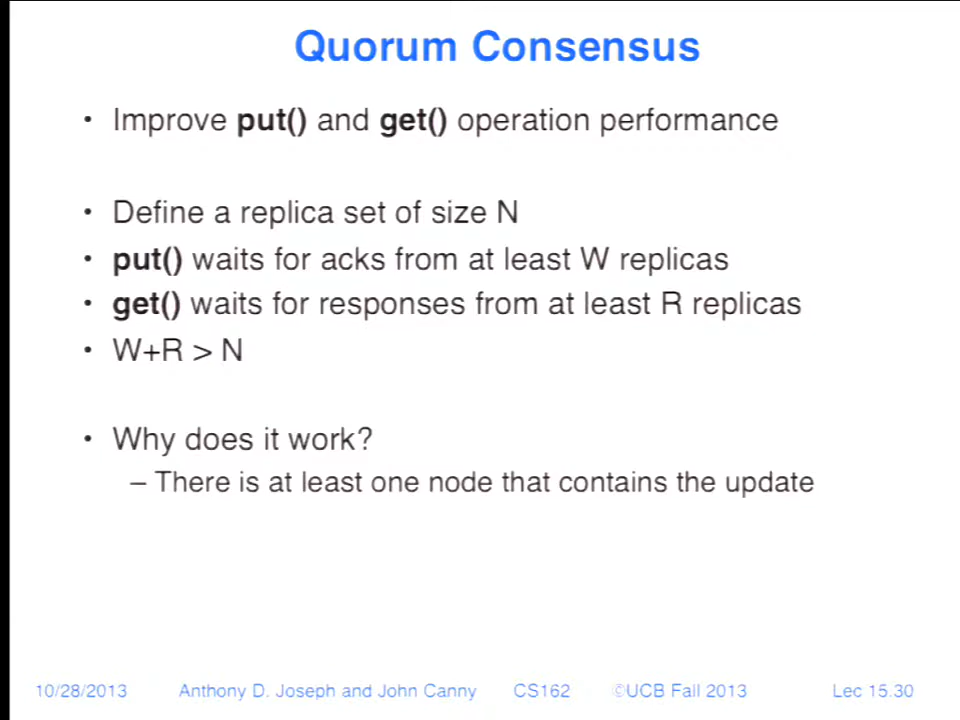 Quorum Consensus
• Improve put() and get() operation performance
• Define a replica set of size N
• put() waits for acks from at least W replicas
• get() waits for responses from at least R replicas
• W+R > N
• Why does it work?
– There is at least one node that contains the update
10/28/2013 Anthony D. Joseph and John Canny CS162 ©UCB Fall 2013 Lec 15.30